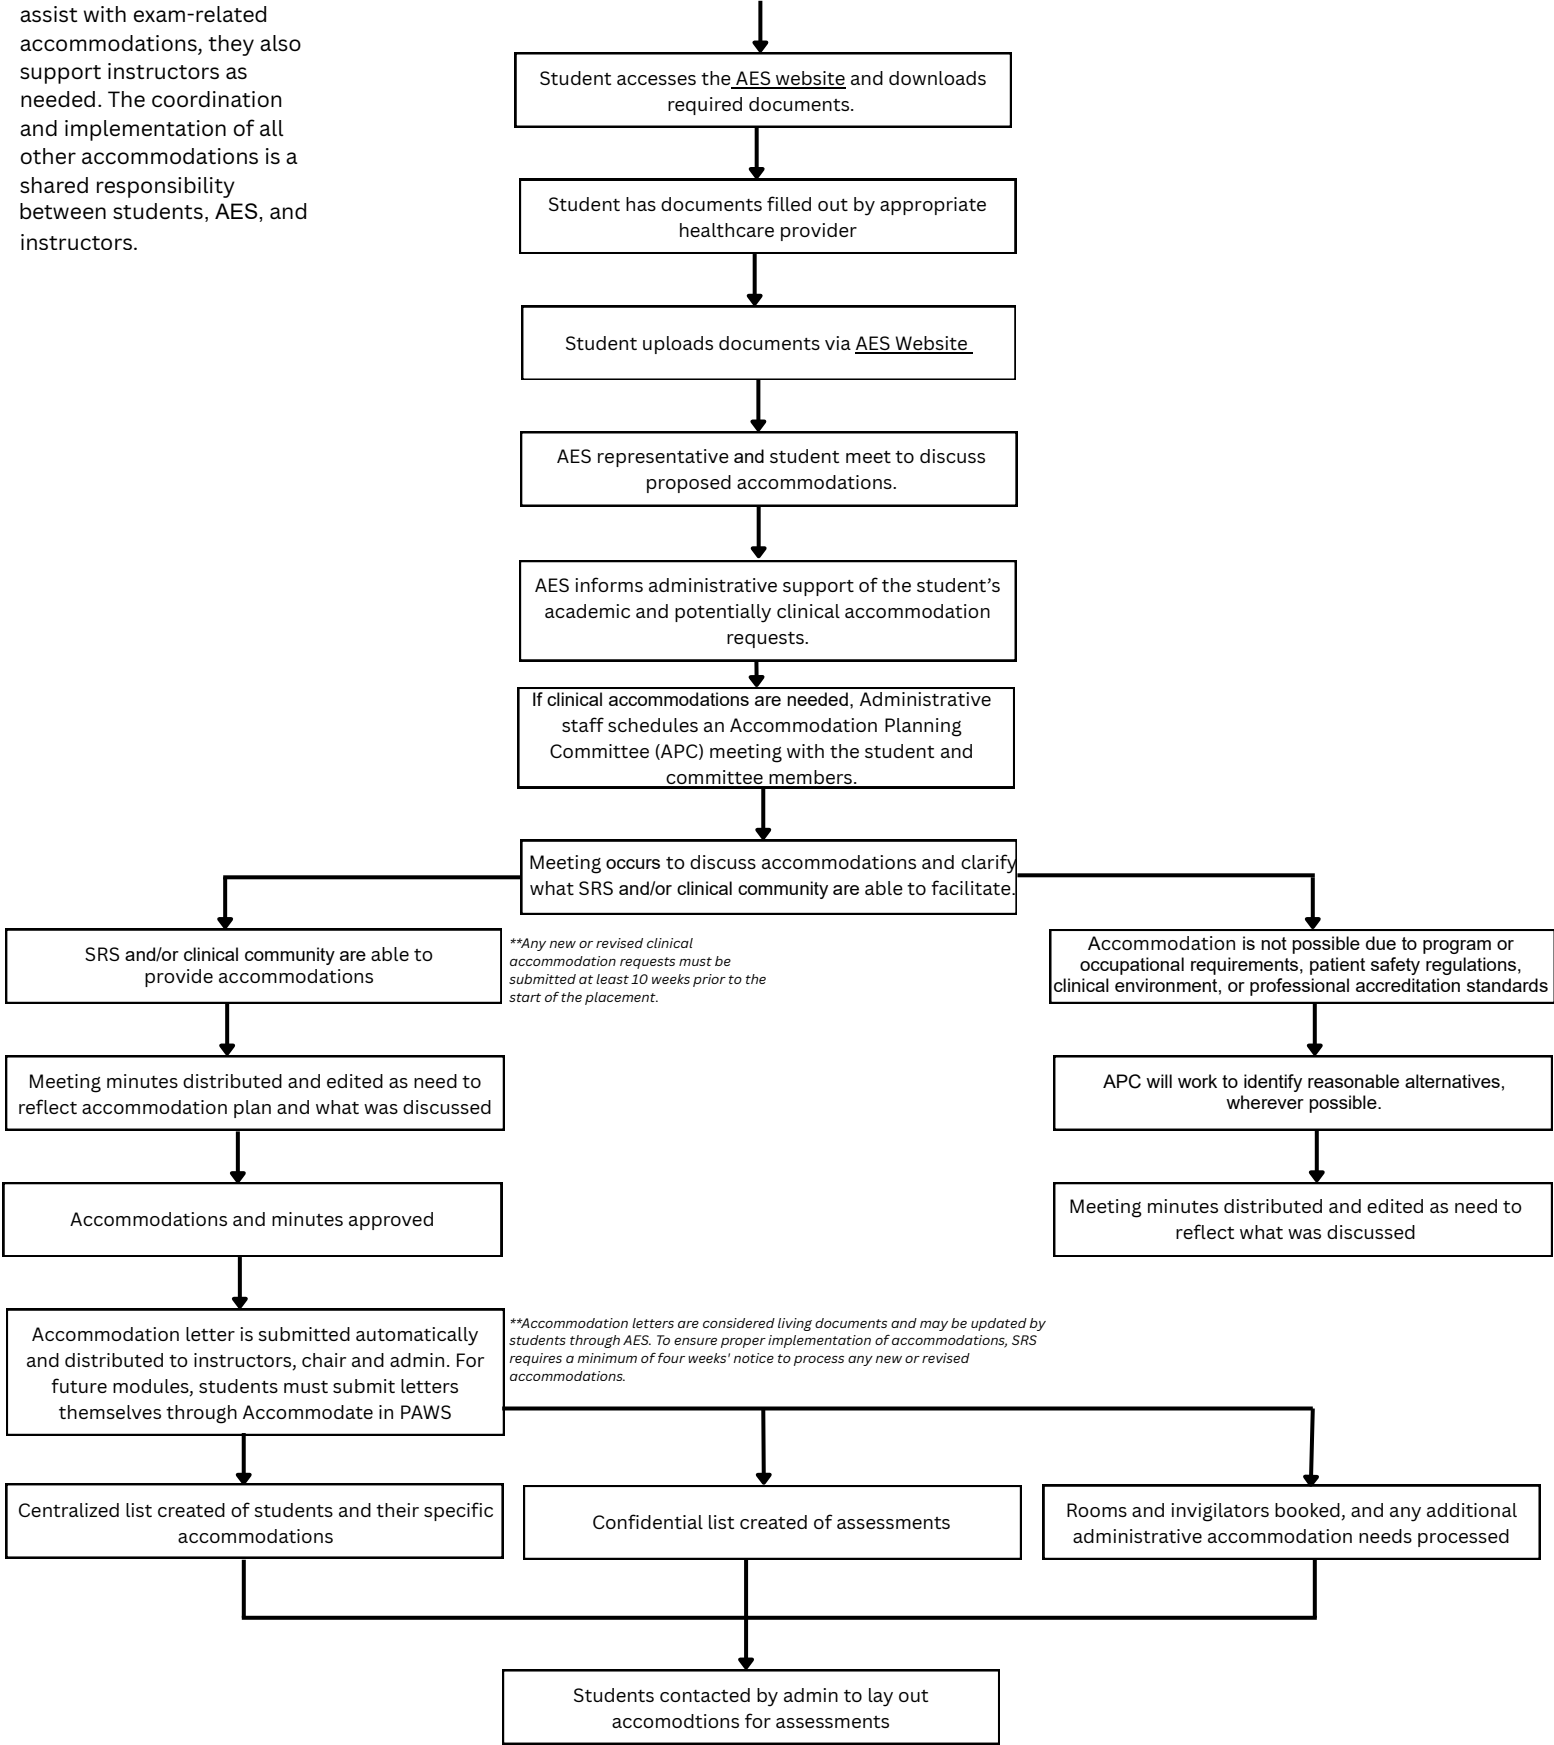 assist with exam-related
accommodations, they also
support instructors as
needed. The coordination
and implementation of all
other accommodations is a
shared responsibility
between students, AES, and
instructors.
Student accesses the AES website and downloads
required documents.
Student has documents filled out by appropriate
healthcare provider
Student uploads documents via AES Website
AES representative and student meet to discuss
proposed accommodations.
AES informs administrative support of the student’s
academic and potentially clinical accommodation
requests.
If clinical accommodations are needed, Administrative
staff schedules an Accommodation Planning
Committee (APC) meeting with the student and
committee members.
Meeting occurs to discuss accommodations and clarify
what SRS and/or clinical community are able to facilitate.
SRS and/or clinical community are able to
provide accommodations
**Any new or revised clinical
accommodation requests must be
submitted at least 10 weeks prior to the
start of the placement.
Accommodation is not possible due to program or
occupational requirements, patient safety regulations,
clinical environment, or professional accreditation standards
Meeting minutes distributed and edited as need to
reflect accommodation plan and what was discussed
APC will work to identify reasonable alternatives,
wherever possible.
Accommodations and minutes approved
Meeting minutes distributed and edited as need to
reflect what was discussed
Accommodation letter is submitted automatically
and distributed to instructors, chair and admin. For
future modules, students must submit letters
themselves through Accommodate in PAWS
**Accommodation letters are considered living documents and may be updated by
students through AES. To ensure proper implementation of accommodations, SRS
requires a minimum of four weeks' notice to process any new or revised
accommodations.
Centralized list created of students and their specific
accommodations
Confidential list created of assessments
Rooms and invigilators booked, and any additional
administrative accommodation needs processed
Students contacted by admin to lay out
accomodtions for assessments